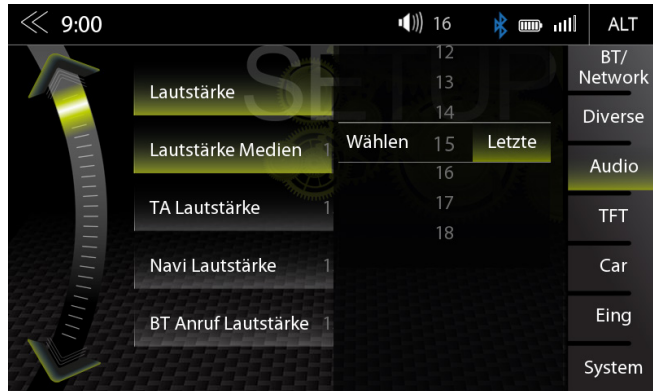 9:00
16
ALT
SETUP
Lautstärke
Lautstärke Medien 1
TA Lautstärke 1
Navi Lautstärke 1
BT Anruf Lautstärke 1
12
13
14
Wählen 15 Letzte
16
17
18
BT/
Network
Diverse
Audio
TFT
Car
Eing
System